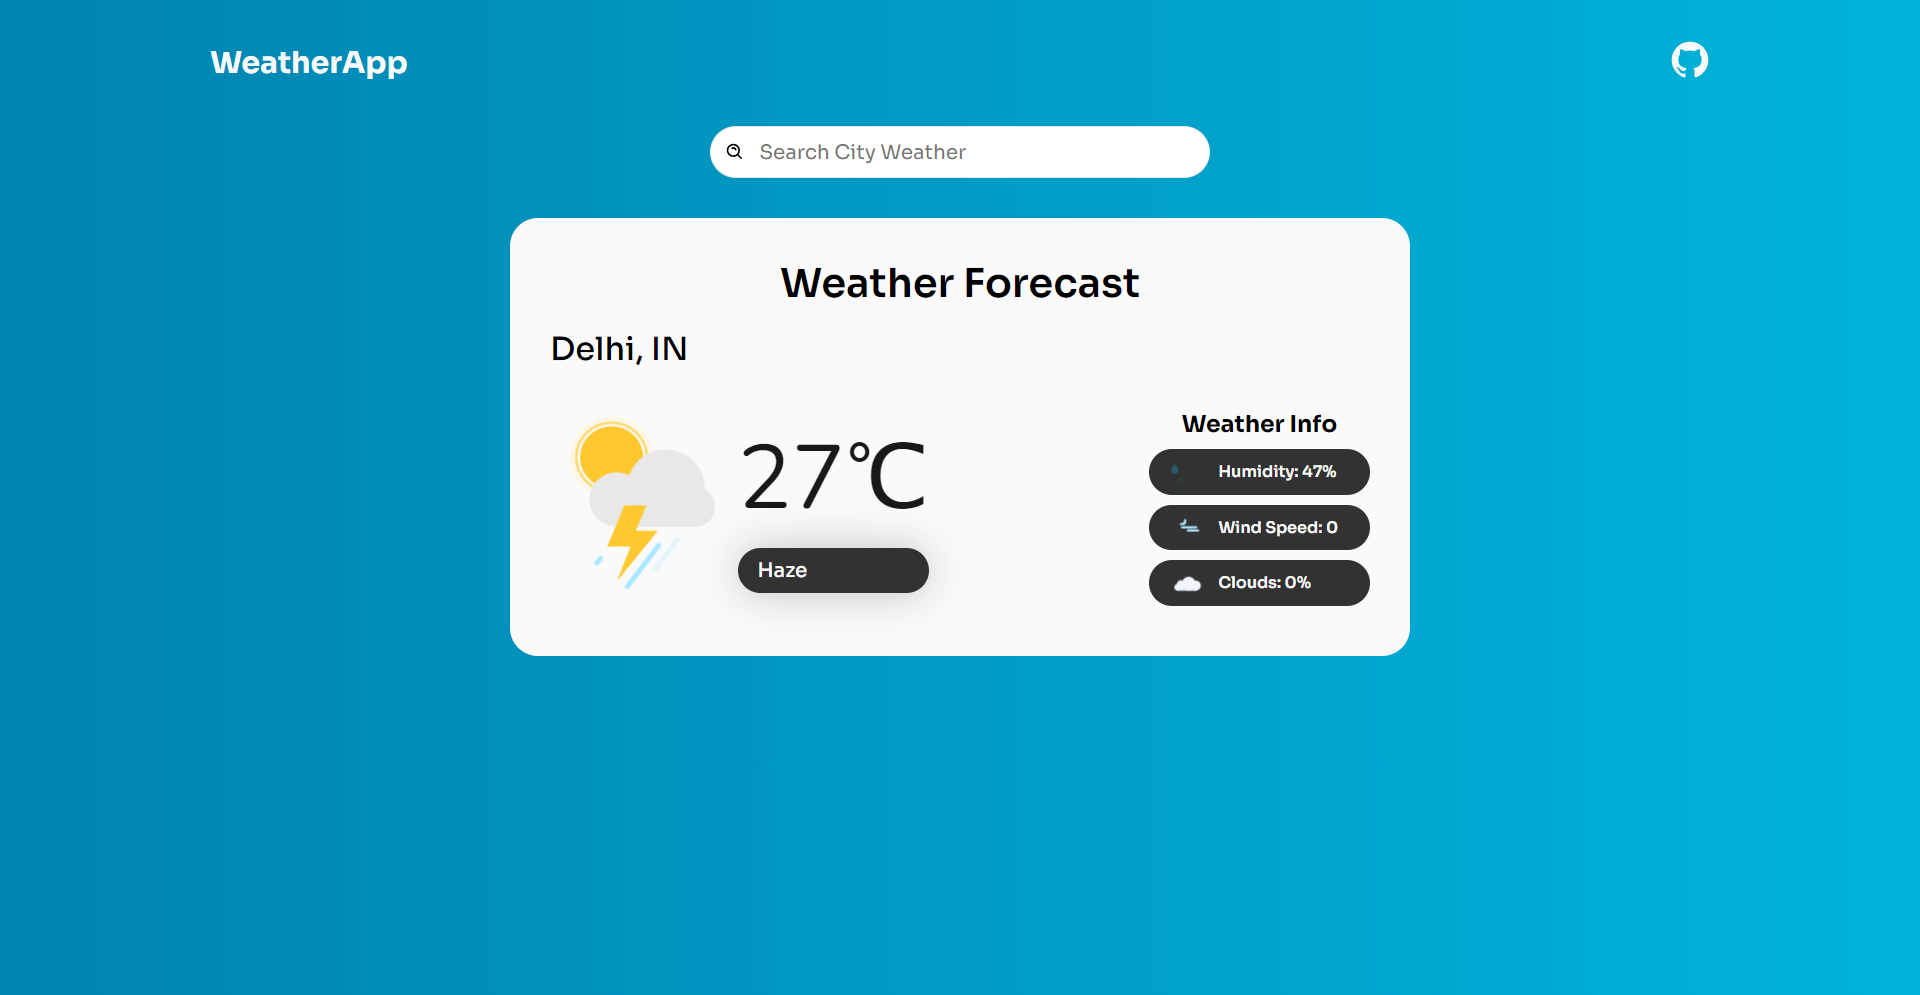 WeatherApp
Search City Weather
Weather Forecast
Delhi, IN
27°C
Haze
Weather Info
Humidity: 47%
Wind Speed: 0
Clouds: 0%